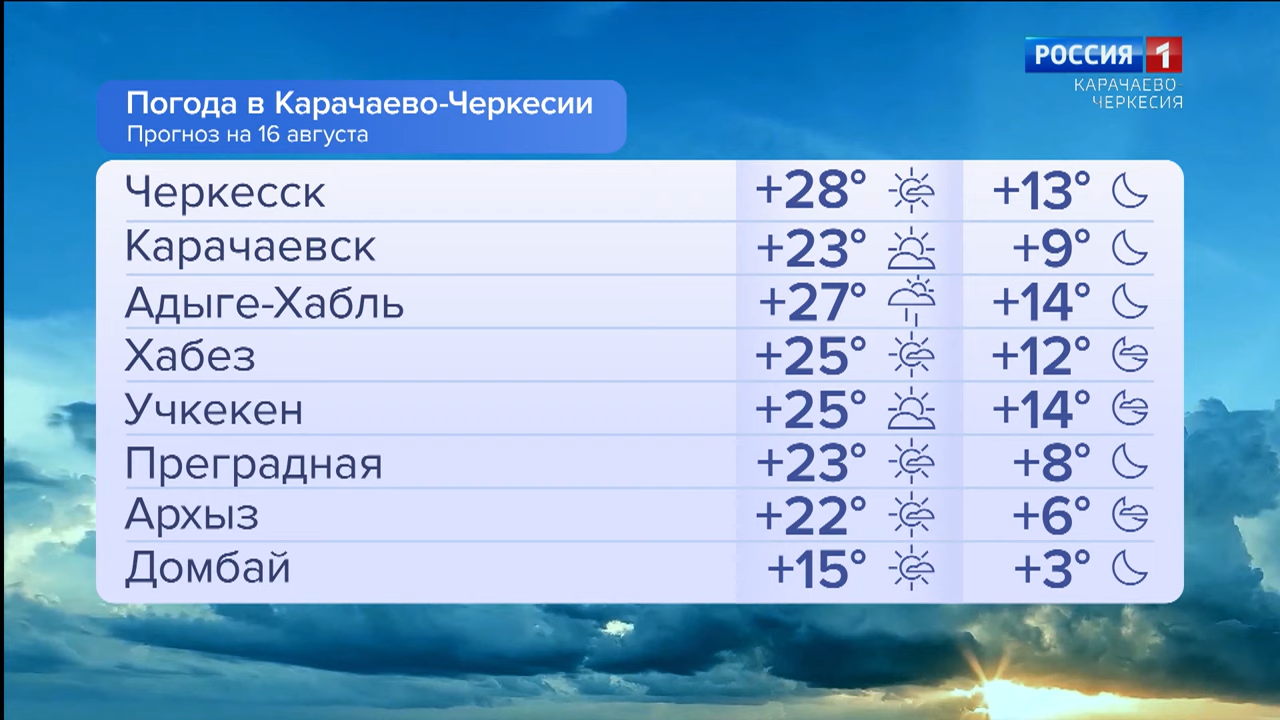 РОССИЯ 1
КАРАЧАЕВО-
ЧЕРКЕСИЯ
Погода в Карачаево-Черкесии
Прогноз на 16 августа
Черкесск +28° +13°
Карачаевск +23° +9°
Адыге-Хабль +27° +14°
Хабез +25° +12°
Учкекен +25° +14°
Преградная +23° +8°
Архыз +22° +6°
Домбай +15° +3°